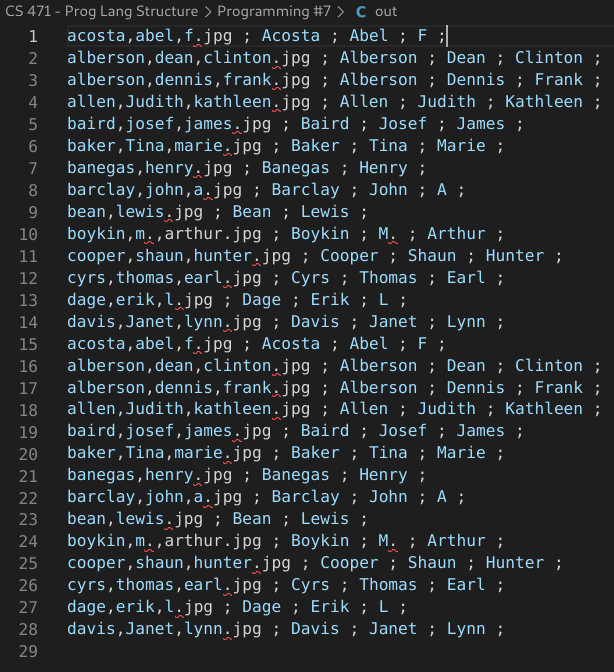 CS 471 - Prog Lang Structure > Programming #7 > C out
1 acosta,abel,f.jpg ; Acosta ; Abel ; F ;
2 alberson,dean,clinton.jpg ; Alberson ; Dean ; Clinton ;
3 alberson,dennis,frank.jpg ; Alberson ; Dennis ; Frank ;
4 allen,Judith,kathleen.jpg ; Allen ; Judith ; Kathleen ;
5 baird,josef,james.jpg ; Baird ; Josef ; James ;
6 baker,Tina,marie.jpg ; Baker ; Tina ; Marie ;
7 banegas,henry.jpg ; Banegas ; Henry ;
8 barclay,john,a.jpg ; Barclay ; John ; A ;
9 bean,lewis.jpg ; Bean ; Lewis ;
10 boykin,m.,arthur.jpg ; Boykin ; M. ; Arthur ;
11 cooper,shaun,hunter.jpg ; Cooper ; Shaun ; Hunter ;
12 cyrs,thomas,earl.jpg ; Cyrs ; Thomas ; Earl ;
13 dage,erik,l.jpg ; Dage ; Erik ; L ;
14 davis,Janet,lynn.jpg ; Davis ; Janet ; Lynn ;
15 acosta,abel,f.jpg ; Acosta ; Abel ; F ;
16 alberson,dean,clinton.jpg ; Alberson ; Dean ; Clinton ;
17 alberson,dennis,frank.jpg ; Alberson ; Dennis ; Frank ;
18 allen,Judith,kathleen.jpg ; Allen ; Judith ; Kathleen ;
19 baird,josef,james.jpg ; Baird ; Josef ; James ;
20 baker,Tina,marie.jpg ; Baker ; Tina ; Marie ;
21 banegas,henry.jpg ; Banegas ; Henry ;
22 barclay,john,a.jpg ; Barclay ; John ; A ;
23 bean,lewis.jpg ; Bean ; Lewis ;
24 boykin,m.,arthur.jpg ; Boykin ; M. ; Arthur ;
25 cooper,shaun,hunter.jpg ; Cooper ; Shaun ; Hunter ;
26 cyrs,thomas,earl.jpg ; Cyrs ; Thomas ; Earl ;
27 dage,erik,l.jpg ; Dage ; Erik ; L ;
28 davis,Janet,lynn.jpg ; Davis ; Janet ; Lynn ;
29